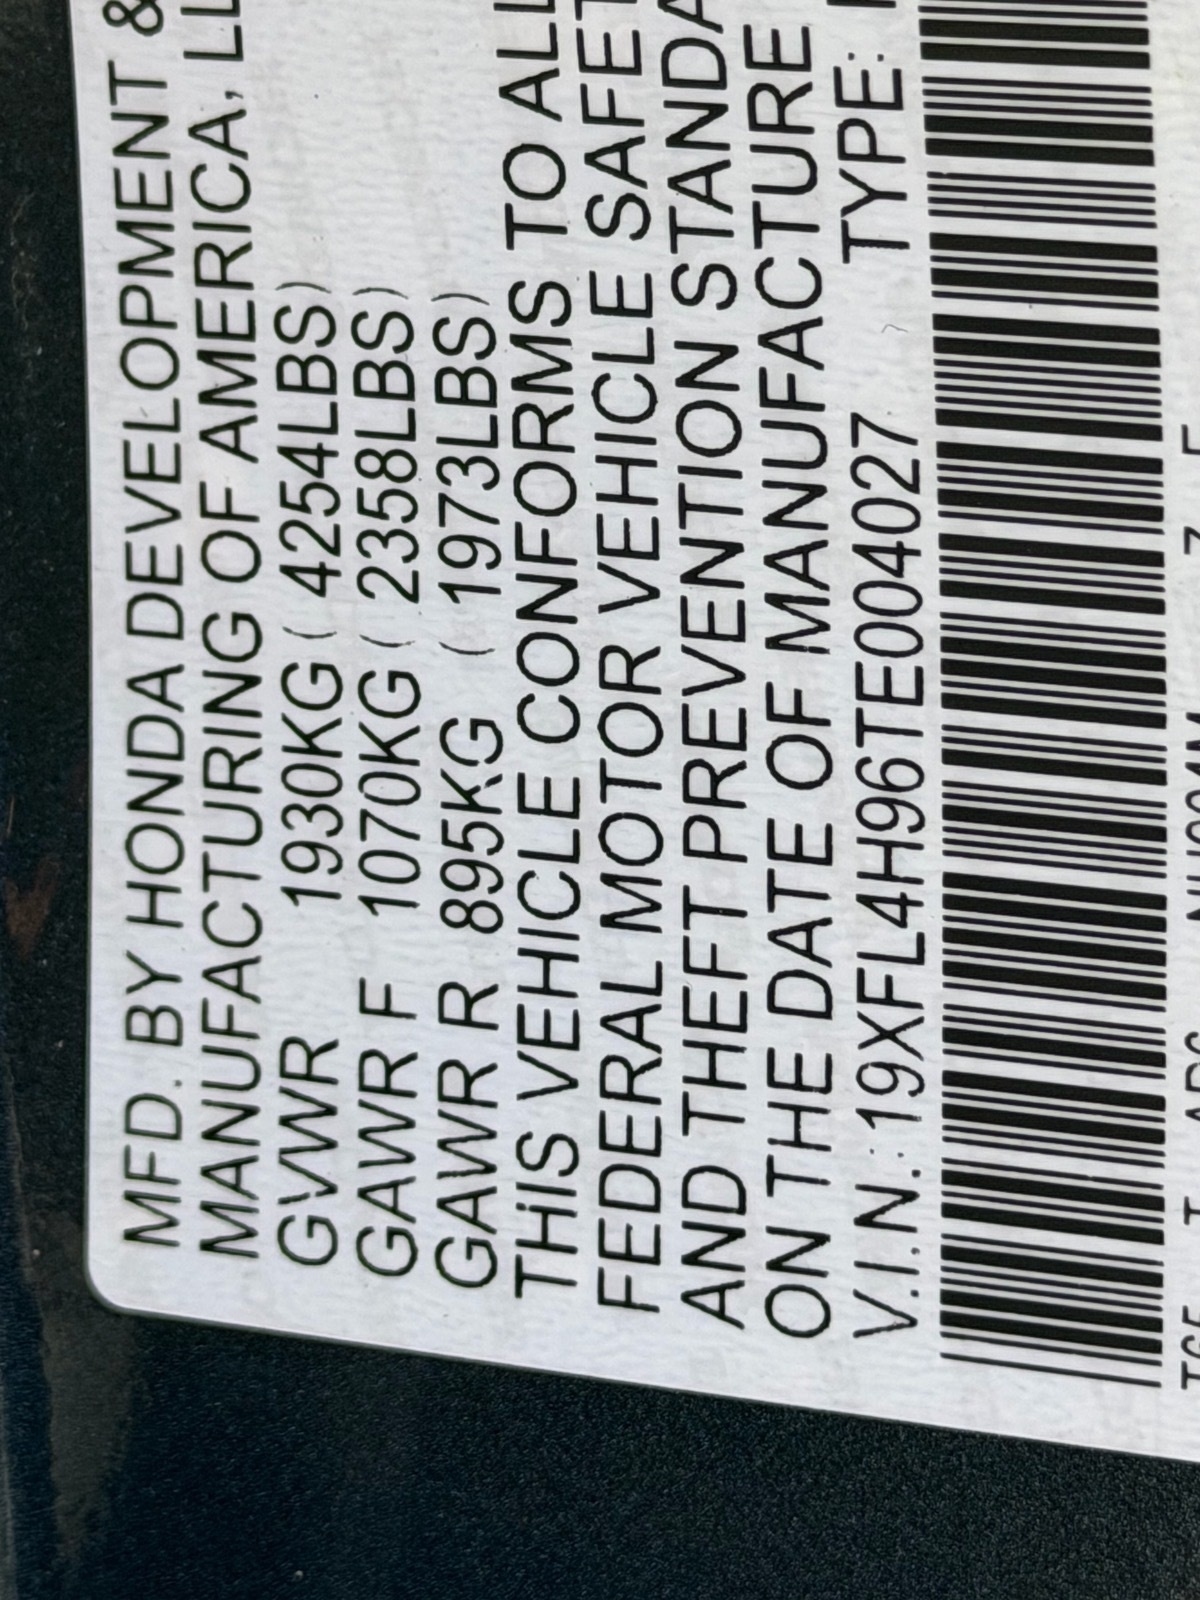 MFD. BY HONDA DEVELOPMENT &
MANUFACTURING OF AMERICA, LL
GVWR 1930KG ( 4254LBS)
GAWR F 1070KG ( 2358LBS)
GAWR R 895KG ( 1973LBS)
THIS VEHICLE CONFORMS TO ALL
FEDERAL MOTOR VEHICLE SAFET
AND THEFT PREVENTION STANDA
ON THE DATE OF MANUFACTURE
V.I.N.:19XFL4H96TE004027 TYPE: